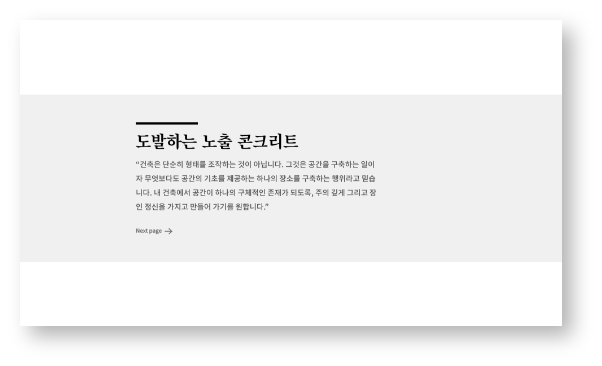 도발하는 노출 콘크리트
“건축은 단순히 형태를 조작하는 것이 아닙니다. 그것은 공간을 구축하는 일이
자 무엇보다도 공간의 기초를 제공하는 하나의 장소를 구축하는 행위라고 믿습
니다. 내 건축에서 공간이 하나의 구체적인 존재가 되도록, 주의 깊게 그리고 장
인 정신을 가지고 만들어 가기를 원합니다.”
Next page